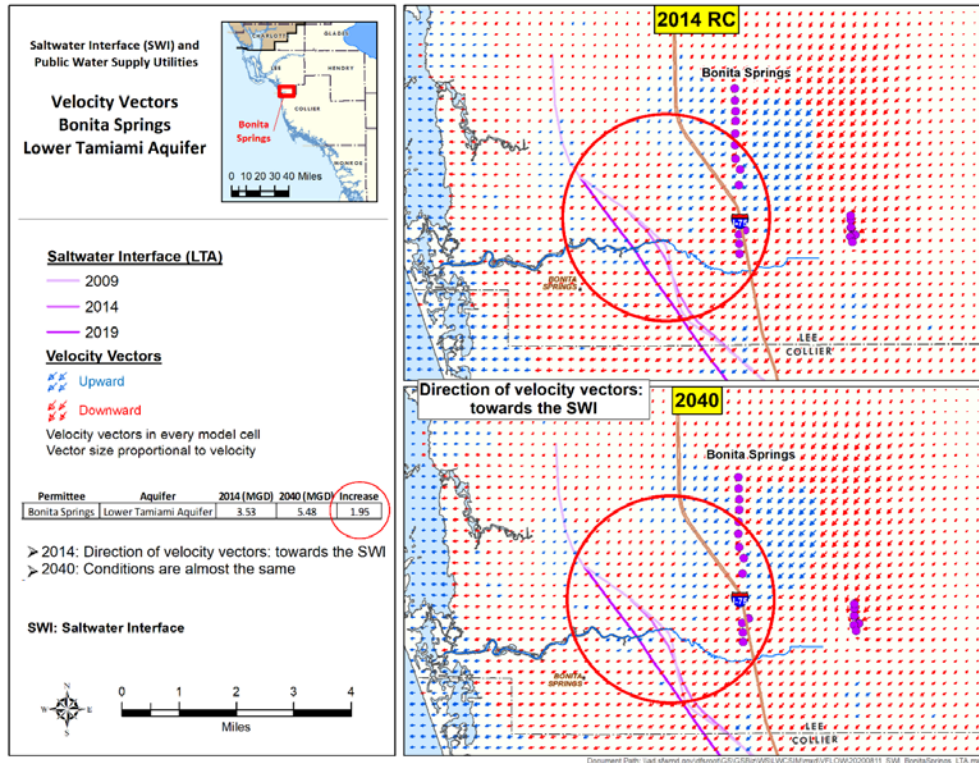 Saltwater Interface (SWI) and
Public Water Supply Utilities
Velocity Vectors
Bonita Springs
Lower Tamiami Aquifer
CHARLOTTE
GLADES
LEE
HENDRY
COLLIER
Bonita
Springs
MONROE
0 10 20 30 40 Miles
Saltwater Interface (LTA)
2009
2014
2019
Velocity Vectors
Upward
Downward
Velocity vectors in every model cell
Vector size proportional to velocity
Permittee Aquifer 2014 (MGD) 2040 (MGD) Increase
Bonita Springs Lower Tamiami Aquifer 3.53 5.48 1.95
➢ 2014: Direction of velocity vectors: towards the SWI
➢ 2040: Conditions are almost the same
SWI: Saltwater Interface
N
W E
S
0 1 2 3 4
Miles
2014 RC
Bonita Springs
BONITA
SPRINGS
LEE
COLLIER
Direction of velocity vectors:
towards the SWI
2040
Bonita Springs
BONITA
SPRINGS
LEE
COLLIER